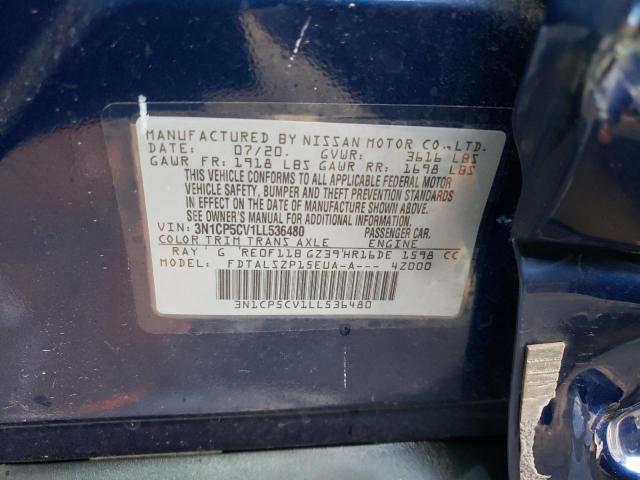 MANUFACTURED BY NISSAN MOTOR CO., LTD.
DATE: 07/20. GVWR: 3616 LBS
GAWR FR: 1918 LBS GAWR RR: 1698 LBS
THIS VEHICLE CONFORMS TO ALL APPLICABLE FEDERAL MOTOR
VEHICLE SAFETY, BUMPER AND THEFT PREVENTION STANDARDS
IN EFFECT ON THE DATE OF MANUFACTURE SHOWN ABOVE.
SEE OWNER'S MANUAL FOR ADDITIONAL INFORMATION.
VIN: 3N1CP5CV1LL536480 PASSENGER CAR.
COLOR TRIM TRANS AXLE ENGINE
RAY G RE0F11B GZ39 HR16DE 1598 CC
MODEL: FDTALSZP15EUA-A--- 4Z000
3N1CP5CV1LL536480